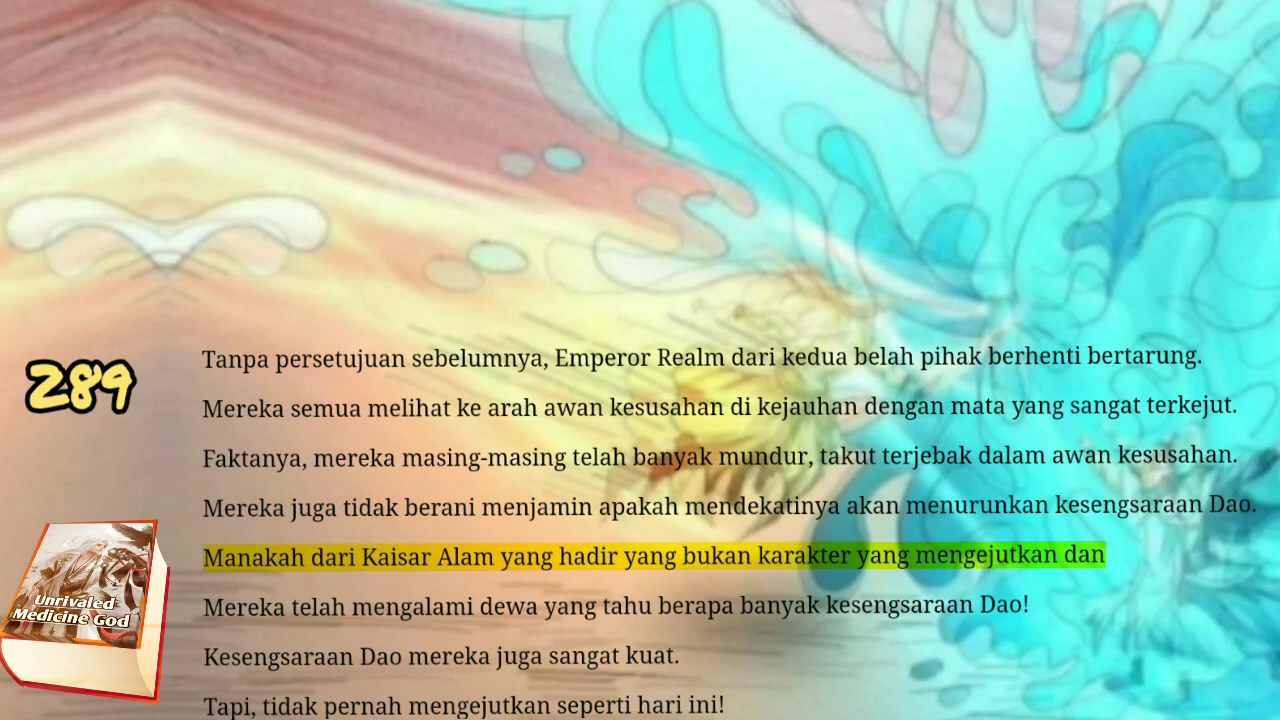 Tanpa persetujuan sebelumnya, Emperor Realm dari kedua belah pihak berhenti bertarung.
Mereka semua melihat ke arah awan kesusahan di kejauhan dengan mata yang sangat terkejut.
289
Faktanya, mereka masing-masing telah banyak mundur, takut terjebak dalam awan kesusahan.
Mereka juga tidak berani menjamin apakah mendekatinya akan menurunkan kesengsaraan Dao.
Manakah dari Kaisar Alam yang hadir yang bukan karakter yang mengejutkan dan
Mereka telah mengalami dewa yang tahu berapa banyak kesengsaraan Dao!
Unrivaled
Medicine God
Kesengsaraan Dao mereka juga sangat kuat.
Tapi, tidak pernah mengejutkan seperti hari ini!